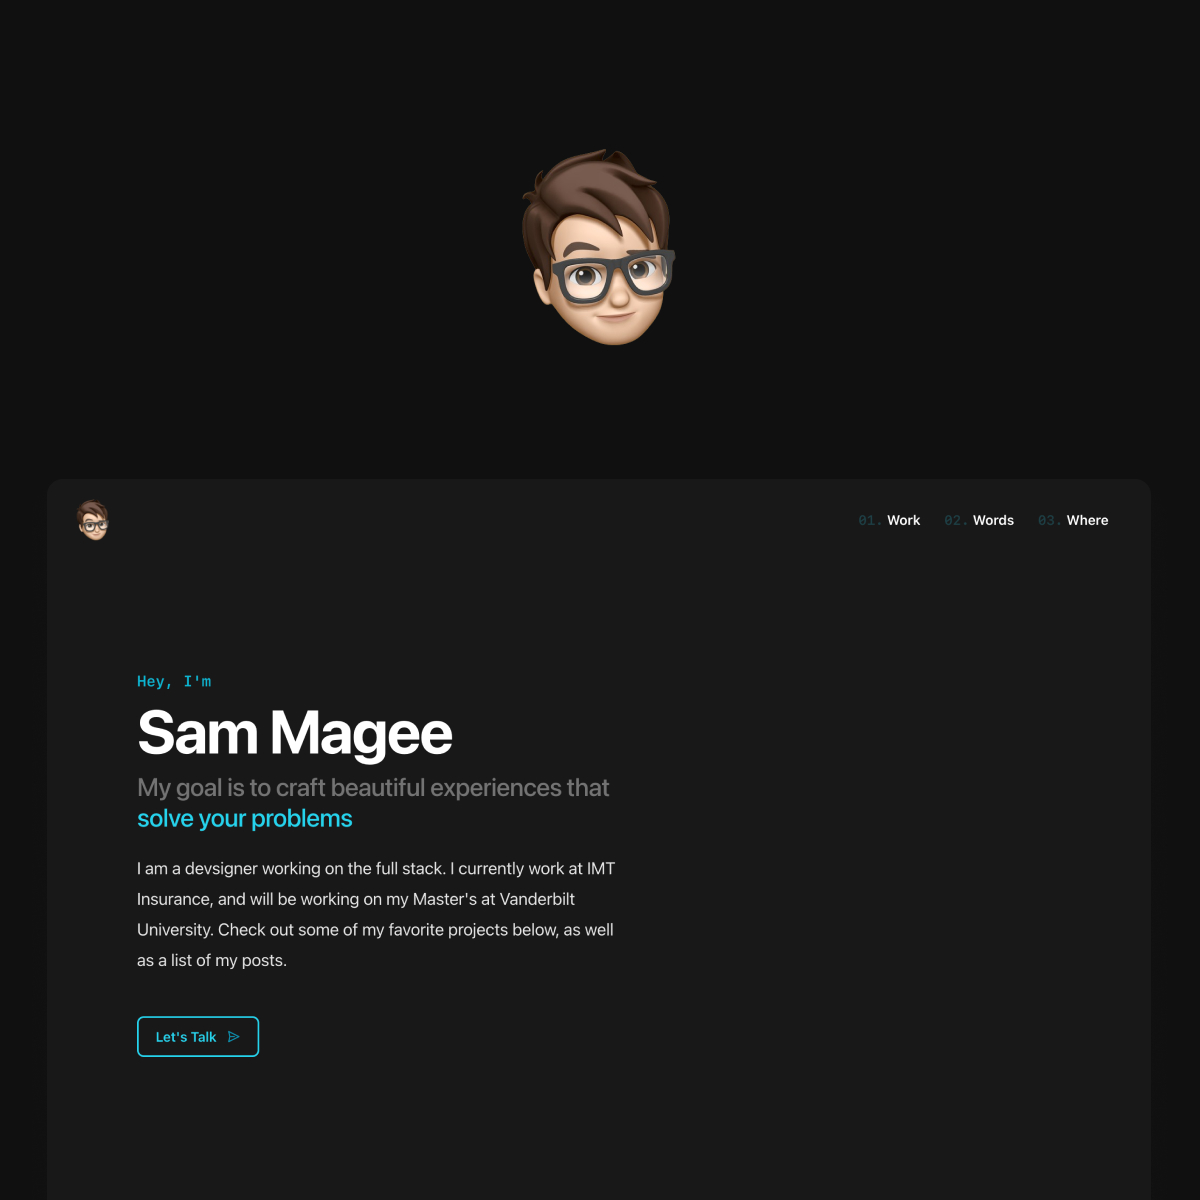 01. Work 02. Words 03. Where
Hey, I'm
Sam Magee
My goal is to craft beautiful experiences that
solve your problems
I am a devsigner working on the full stack. I currently work at IMT
Insurance, and will be working on my Master's at Vanderbilt
University. Check out some of my favorite projects below, as well
as a list of my posts.
Let's Talk